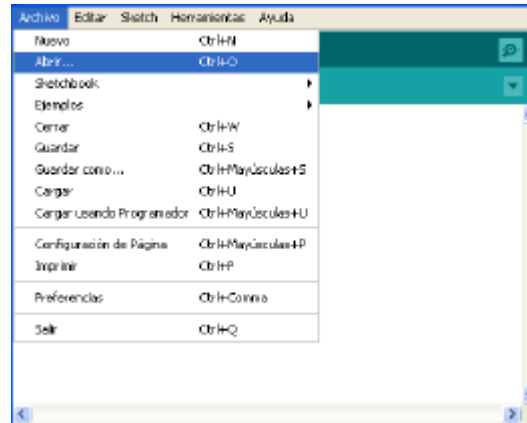 Archivo Editar Sketch Herramientas Ayuda
Nuevo Ctrl+N
Abrir... Ctrl+O
Sketchbook
Ejemplos
Cerrar Ctrl+W
Guardar Ctrl+S
Guardar como... Ctrl+Mayúsculas+S
Cargar Ctrl+U
Cargar usando Programador Ctrl+Mayúsculas+U
Configuración de Página Ctrl+Mayúsculas+P
Imprimir Ctrl+P
Preferencias Ctrl+Comma
Salir Ctrl+Q